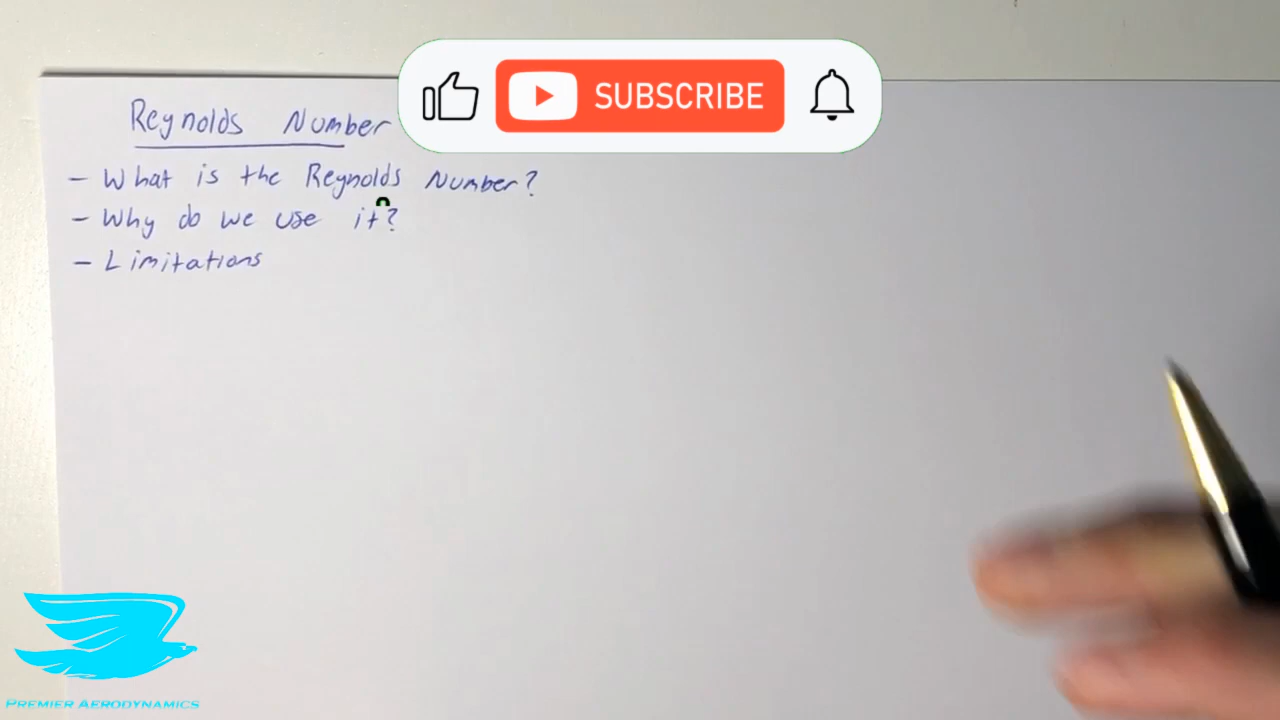 SUBSCRIBE
Reynolds Number
- What is the Reynolds Number?
- Why do we use it?
- Limitations
PREMIER AERODYNAMICS